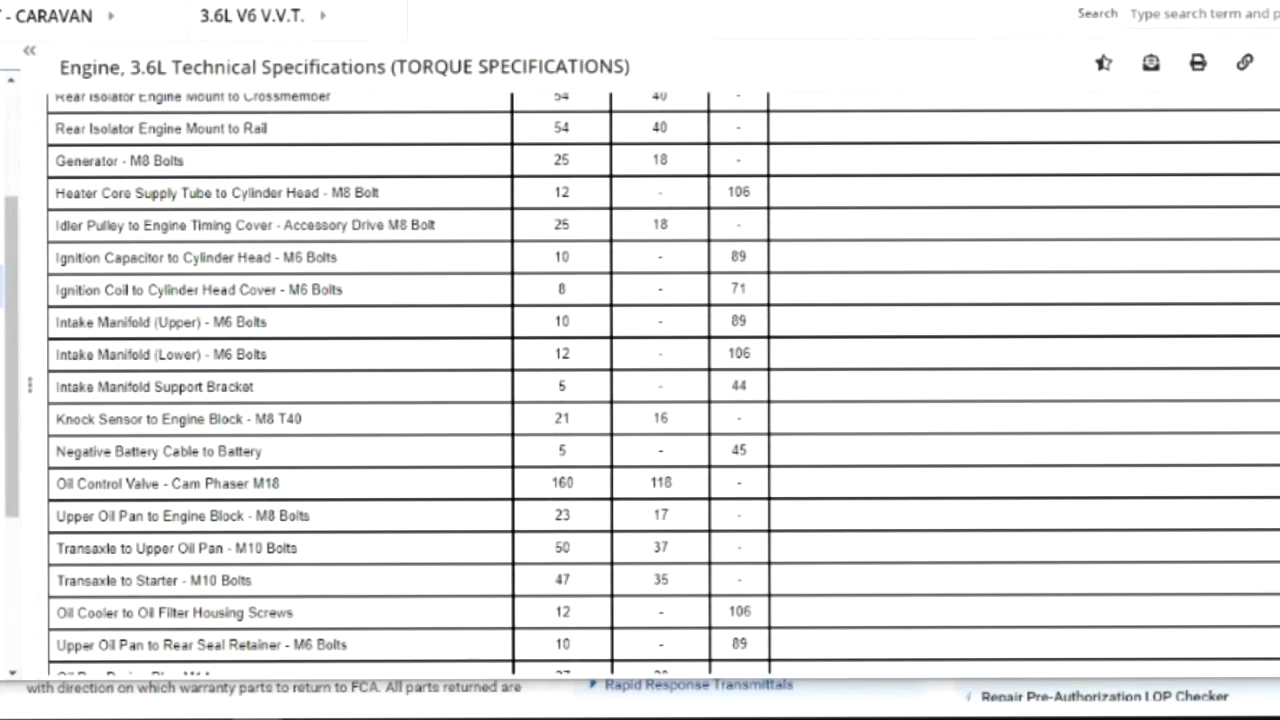 - CARAVAN
3.6L V6 V.V.T.
Search Type search term and p
Engine, 3.6L Technical Specifications (TORQUE SPECIFICATIONS)
Rear Isolator Engine Mount to Crossmember 54 40 -
Rear Isolator Engine Mount to Rail 54 40 -
Generator - M8 Bolts 25 18 -
Heater Core Supply Tube to Cylinder Head - M8 Bolt 12 - 106
Idler Pulley to Engine Timing Cover - Accessory Drive M8 Bolt 25 18 -
Ignition Capacitor to Cylinder Head - M6 Bolts 10 - 89
Ignition Coil to Cylinder Head Cover - M6 Bolts 8 - 71
Intake Manifold (Upper) - M6 Bolts 10 - 89
Intake Manifold (Lower) - M6 Bolts 12 - 106
Intake Manifold Support Bracket 5 - 44
Knock Sensor to Engine Block - M8 T40 21 16 -
Negative Battery Cable to Battery 5 - 45
Oil Control Valve - Cam Phaser M18 160 118 -
Upper Oil Pan to Engine Block - M8 Bolts 23 17 -
Transaxle to Upper Oil Pan - M10 Bolts 50 37 -
Transaxle to Starter - M10 Bolts 47 35 -
Oil Cooler to Oil Filter Housing Screws 12 - 106
Upper Oil Pan to Rear Seal Retainer - M6 Bolts 10 - 89
with direction on which warranty parts to return to FCA. All parts returned are
Rapid Response Transmittals
Repair Pre-Authorization LOP Checker